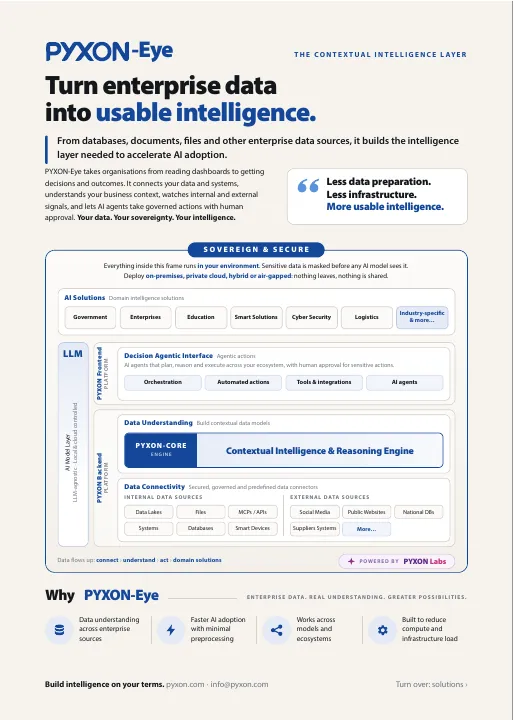 PYXON-Eye
THE CONTEXTUAL INTELLIGENCE LAYER
Turn enterprise data
into usable intelligence.
From databases, documents, files and other enterprise data sources, it builds the intelligence
layer needed to accelerate AI adoption.
PYXON-Eye takes organisations from reading dashboards to getting
decisions and outcomes. It connects your data and systems,
understands your business context, watches internal and external
signals, and lets AI agents take governed actions with human
approval. Your data. Your sovereignty. Your intelligence.
“ Less data preparation.
Less infrastructure.
More usable intelligence.
SOVEREIGN & SECURE
Everything inside this frame runs in your environment. Sensitive data is masked before any AI model sees it.
Deploy on-premises, private cloud, hybrid or air-gapped: nothing leaves, nothing is shared.
AI Solutions Domain intelligence solutions
Government
Enterprises
Education
Smart Solutions
Cyber Security
Logistics
Industry-specific
& more...
LLM
AI Model Layer
LLM-agnostic · Local & cloud controlled
PYXON Frontend
PLATFORM
Decision Agentic Interface Agentic actions
AI agents that plan, reason and execute across your ecosystem, with human approval for sensitive actions.
Orchestration
Automated actions
Tools & integrations
AI agents
PYXON Backend
PLATFORM
Data Understanding Build contextual data models
PYXON-CORE
ENGINE
Contextual Intelligence & Reasoning Engine
Data Connectivity Secured, governed and predefined data connectors
INTERNAL DATA SOURCES
Data Lakes
Files
MCPs / APIs
Systems
Databases
Smart Devices
EXTERNAL DATA SOURCES
Social Media
Public Websites
National DBs
Suppliers Systems
More...
Data flows up: connect · understand · act · domain solutions
POWERED BY PYXON Labs
Why PYXON-Eye
ENTERPRISE DATA. REAL UNDERSTANDING. GREATER POSSIBILITIES.
Data understanding
across enterprise
sources
Faster AI adoption
with minimal
preprocessing
Works across
models and
ecosystems
Built to reduce
compute and
infrastructure load
Build intelligence on your terms. pyxon.com · info@pyxon.com
Turn over: solutions ›